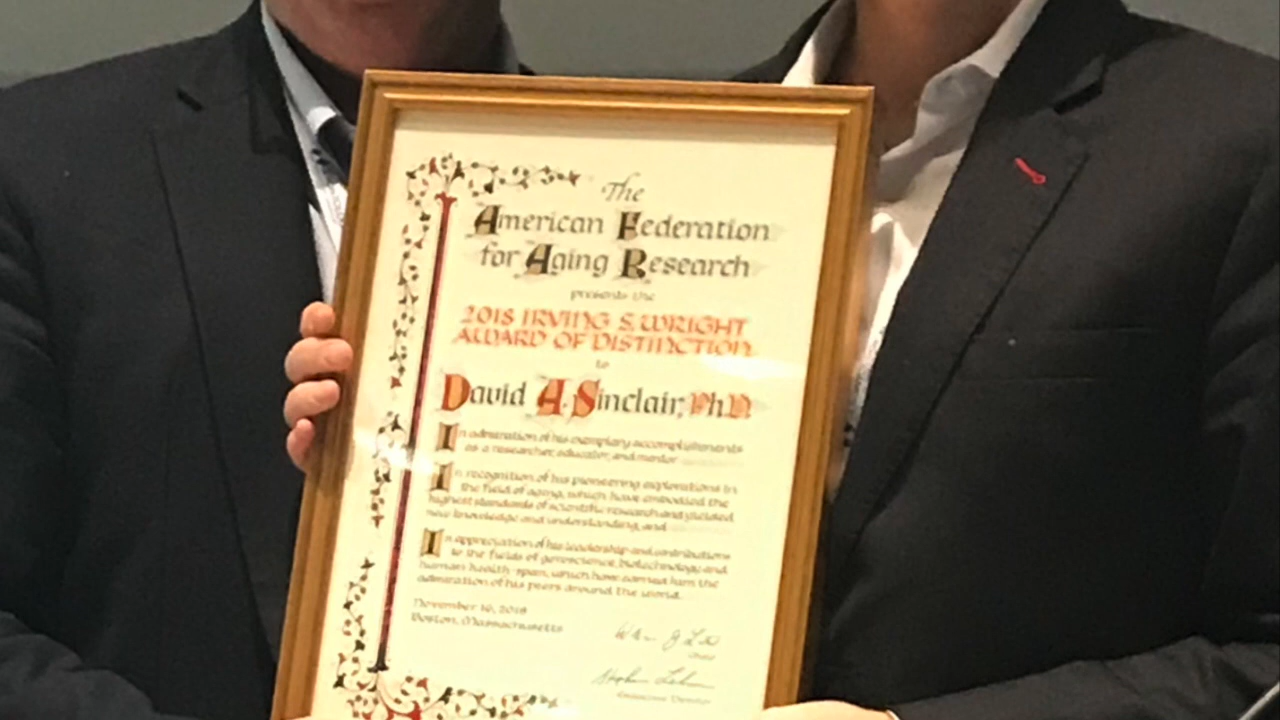 The
American Federation
for Aging Research
presents the
2018 IRVING S. WRIGHT
AWARD OF DISTINCTION
to
David A. Sinclair, Ph.D.
In admiration of his exemplary accomplishments
as a researcher, educator, and mentor
In recognition of his pioneering explorations in
the field of aging, which have embodied the
highest standards of scientific research and yielded
new knowledge and understanding, and
In appreciation of his leadership and contributions
to the fields of geroscience, biotechnology and
human health-span, which have earned him the
admiration of his peers around the world.
November 16, 2018
Boston, Massachusetts
Chair
Executive Director